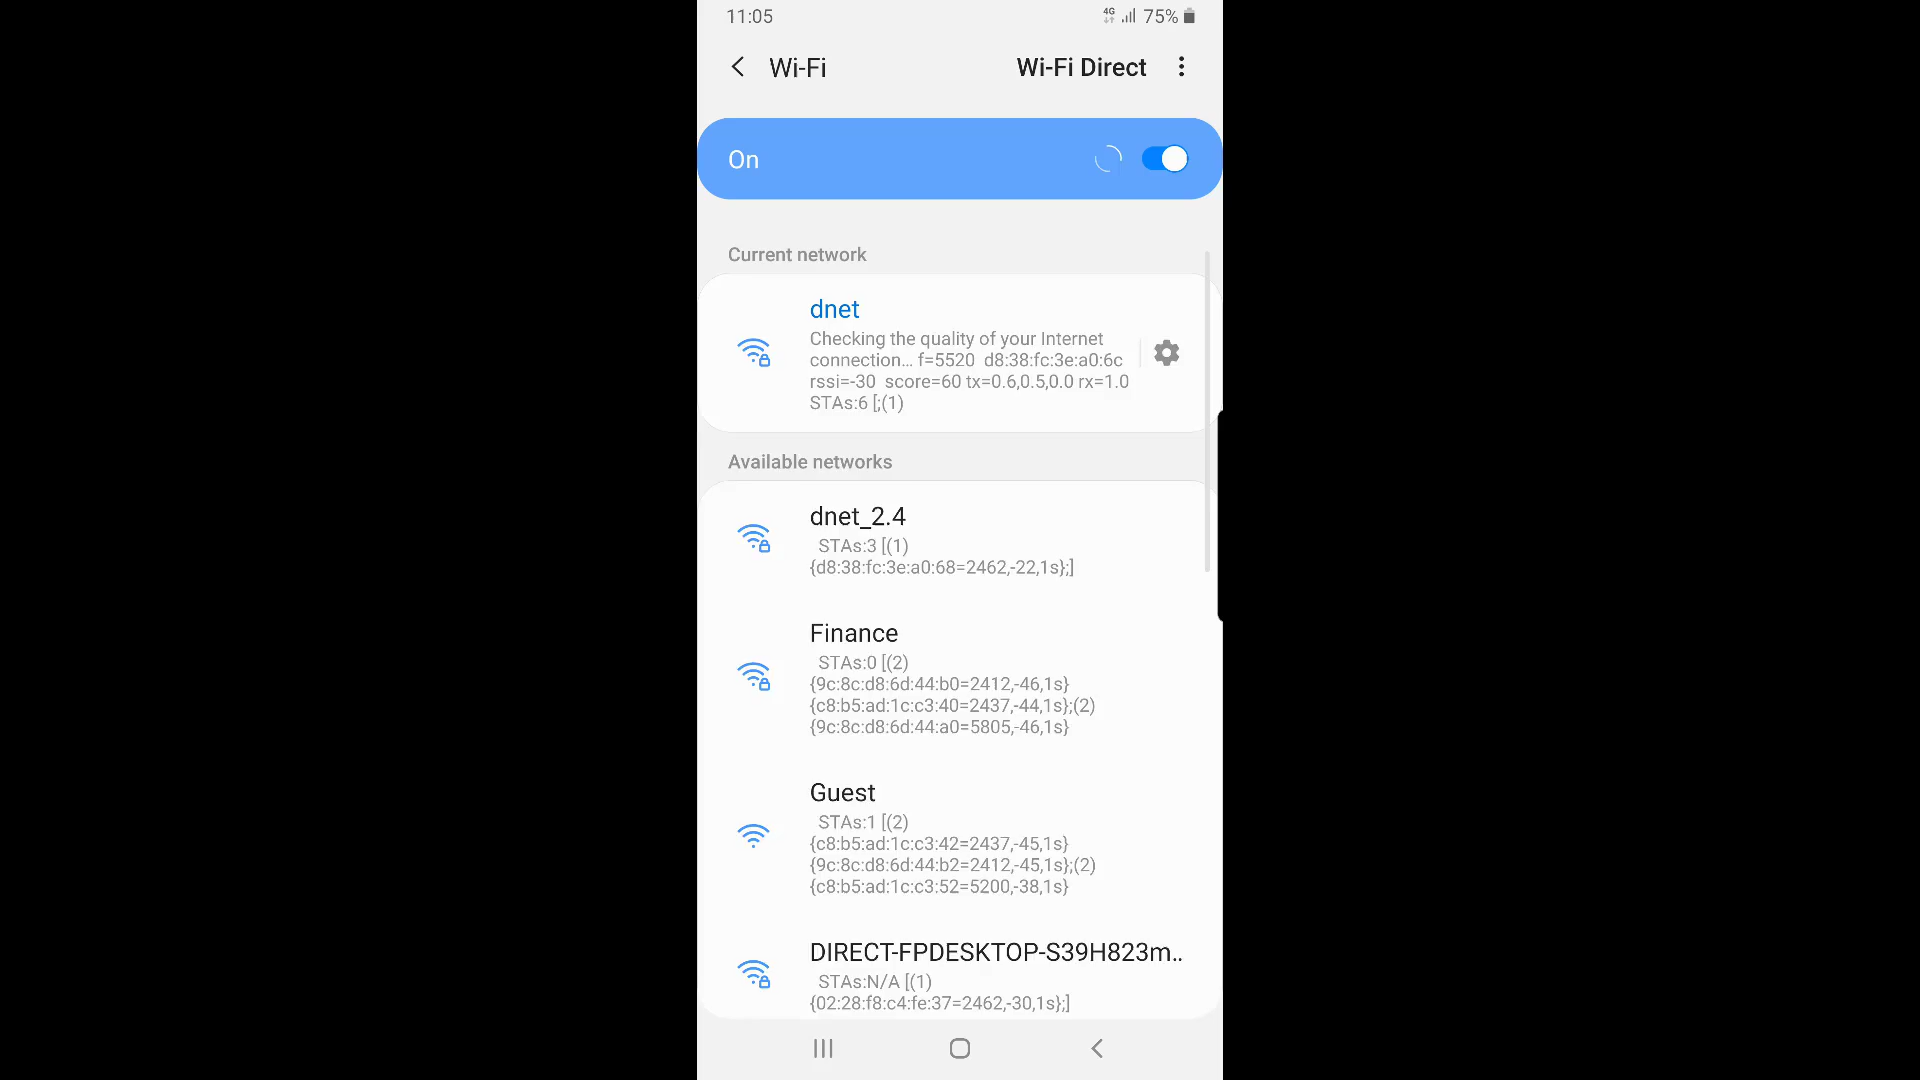 11:05
4G 75%
Wi-Fi Wi-Fi Direct
On
Current network
dnet
Checking the quality of your Internet
connection... f=5520 d8:38:fc:3e:a0:6c
rssi=-30 score=60 tx=0.6,0.5,0.0 rx=1.0
STAs:6 [;(1)
Available networks
dnet_2.4
STAs:3 [(1)
{d8:38:fc:3e:a0:68=2462,-22,1s};]
Finance
STAs:0 [(2)
{9c:8c:d8:6d:44:b0=2412,-46,1s}
{c8:b5:ad:1c:c3:40=2437,-44,1s};(2)
{9c:8c:d8:6d:44:a0=5805,-46,1s}
Guest
STAs:1 [(2)
{c8:b5:ad:1c:c3:42=2437,-45,1s}
{9c:8c:d8:6d:44:b2=2412,-45,1s};(2)
{c8:b5:ad:1c:c3:52=5200,-38,1s}
DIRECT-FPDESKTOP-S39H823m...
STAs:N/A [(1)
{02:28:f8:c4:fe:37=2462,-30,1s};]